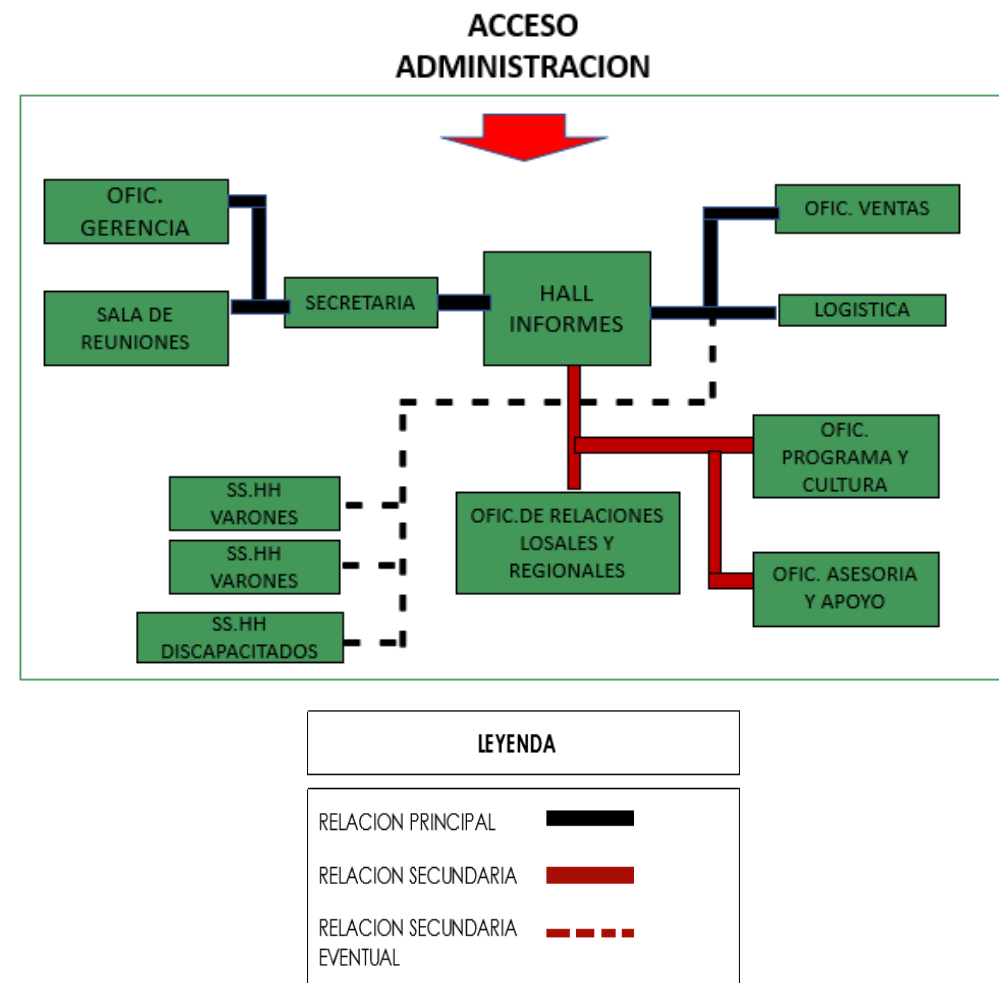 ACCESO
ADMINISTRACION
OFIC.
GERENCIA
OFIC. VENTAS
SALA DE
REUNIONES
SECRETARIA
HALL
INFORMES
LOGISTICA
OFIC.
PROGRAMA Y
CULTURA
SS.HH
VARONES
OFIC.DE RELACIONES
LOSALES Y
REGIONALES
SS.HH
VARONES
OFIC. ASESORIA
Y APOYO
SS.HH
DISCAPACITADOS
LEYENDA
RELACION PRINCIPAL
RELACION SECUNDARIA
RELACION SECUNDARIA
EVENTUAL